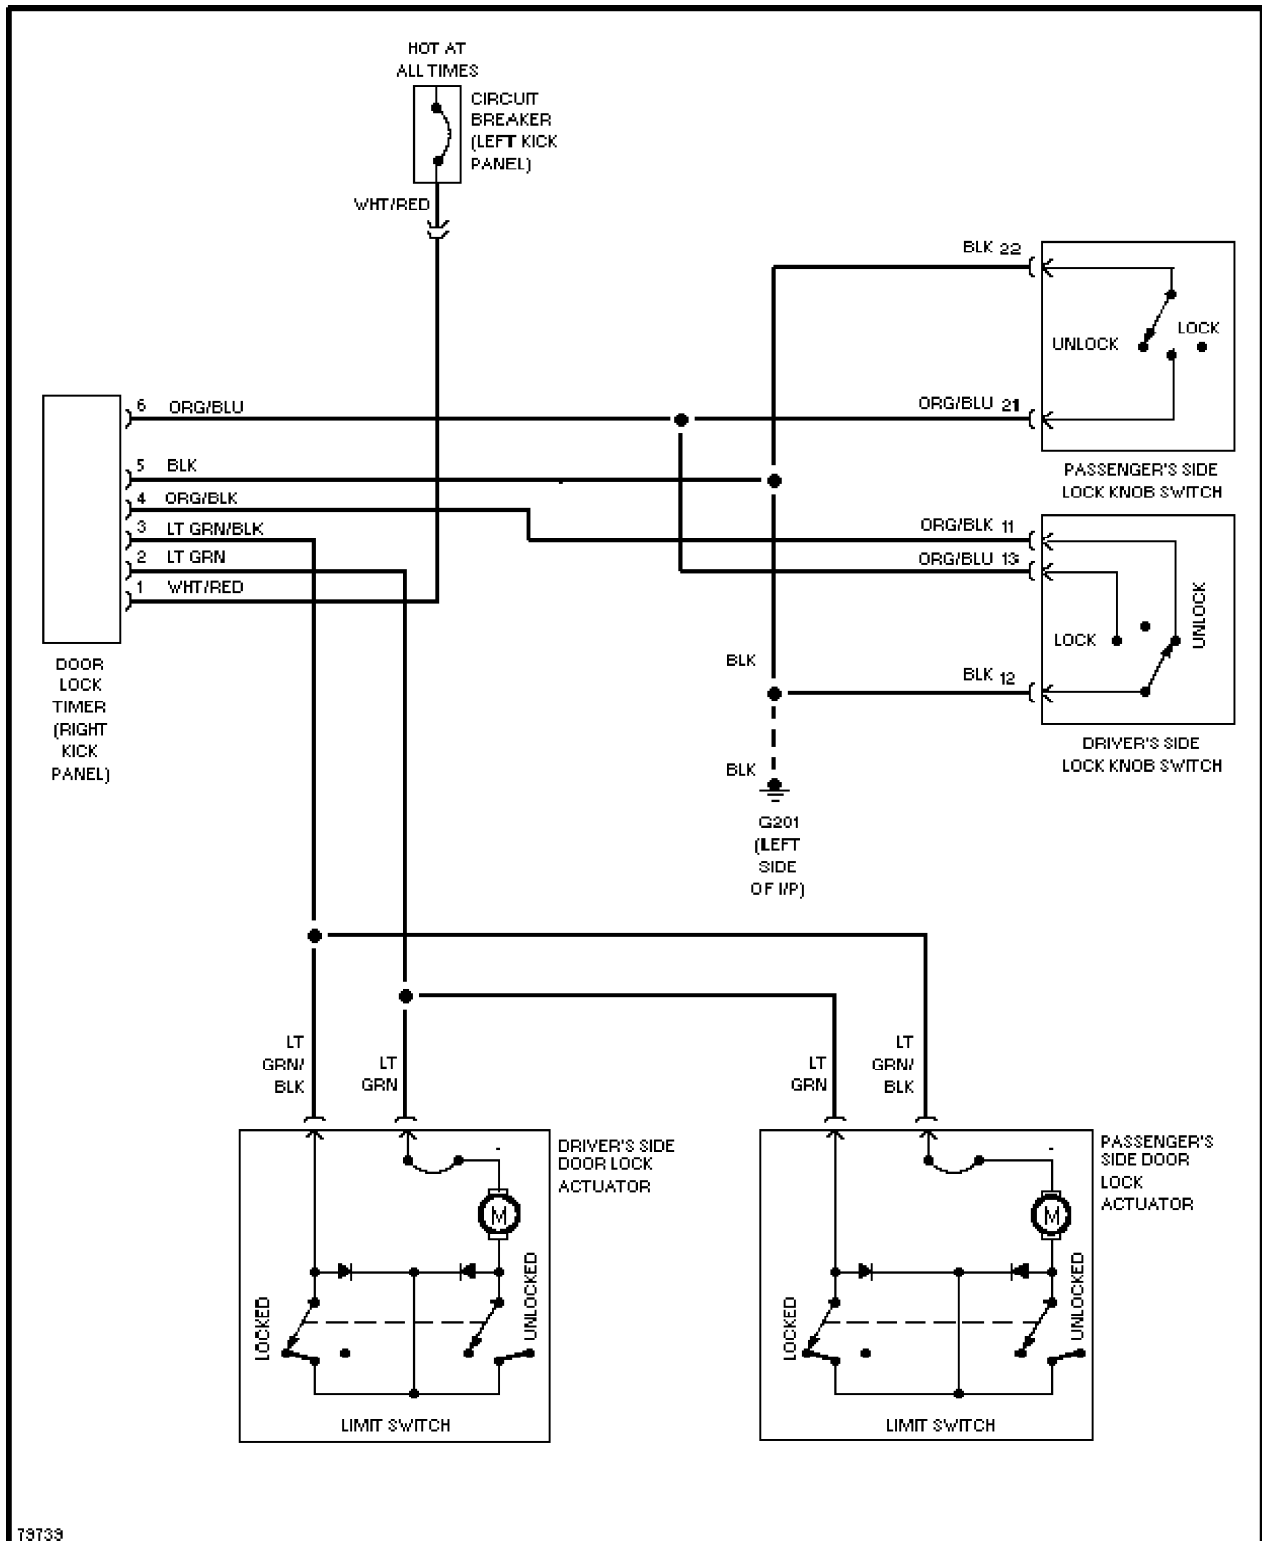 HOT AT
ALL TIMES
CIRCUIT
BREAKER
(LEFT KICK
PANEL)
WHT/RED
BLK 22
UNLOCK
LOCK
ORG/BLU 21
PASSENGER'S SIDE
LOCK KNOB SWITCH
6 ORG/BLU
5 BLK
4 ORG/BLK
3 LT GRN/BLK
2 LT GRN
1 WHT/RED
DOOR
LOCK
TIMER
(RIGHT
KICK
PANEL)
ORG/BLK 11
ORG/BLU 13
LOCK
UNLOCK
BLK 12
DRIVER'S SIDE
LOCK KNOB SWITCH
BLK
BLK
G201
(LEFT
SIDE
OF I/P)
LT
GRN/
BLK
LT
GRN
LT
GRN
LT
GRN/
BLK
DRIVER'S SIDE
DOOR LOCK
ACTUATOR
-
M
LOCKED
UNLOCKED
LIMIT SWITCH
PASSENGER'S
SIDE DOOR
LOCK
ACTUATOR
-
M
LOCKED
UNLOCKED
LIMIT SWITCH
79739